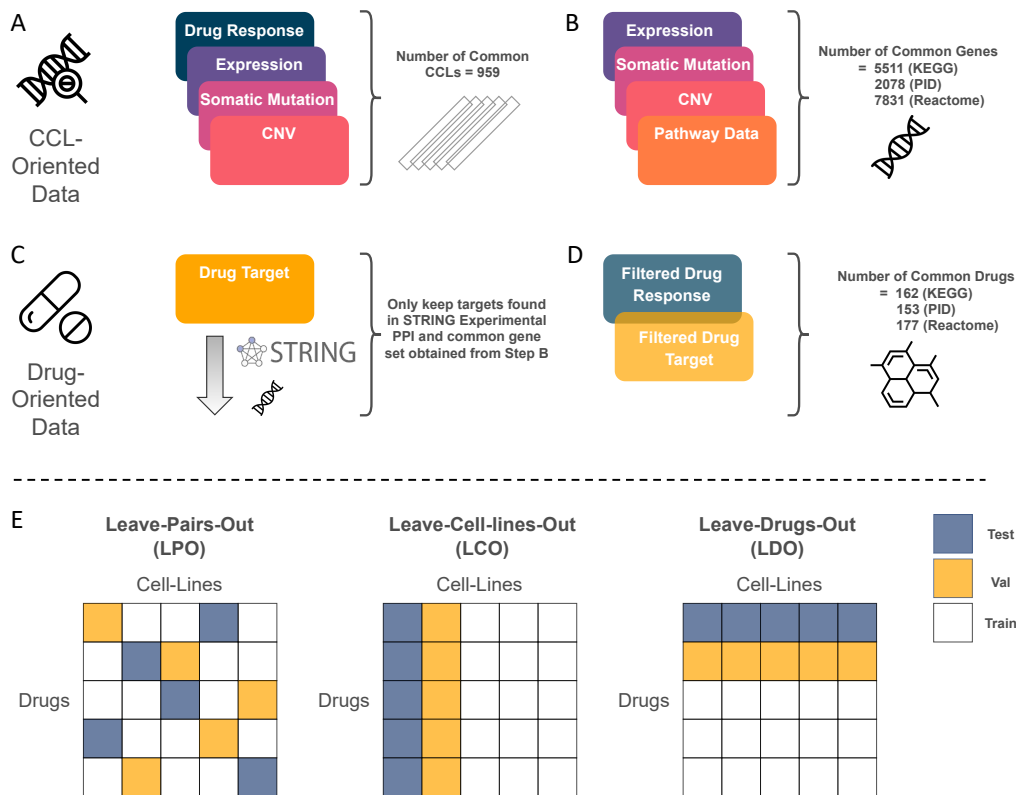 A
CCL-
Oriented
Data
Drug Response
Expression
Somatic Mutation
CNV
Number of Common
CCLs = 959
B
Expression
Somatic Mutation
CNV
Pathway Data
Number of Common Genes
= 5511 (KEGG)
2078 (PID)
7831 (Reactome)
C
Drug-
Oriented
Data
Drug Target
STRING
Only keep targets found
in STRING Experimental
PPI and common gene
set obtained from Step B
D
Filtered Drug
Response
Filtered Drug
Target
Number of Common Drugs
= 162 (KEGG)
153 (PID)
177 (Reactome)
E
Leave-Pairs-Out
(LPO)
Cell-Lines
Drugs
Leave-Cell-lines-Out
(LCO)
Cell-Lines
Drugs
Leave-Drugs-Out
(LDO)
Cell-Lines
Drugs
Test
Val
Train